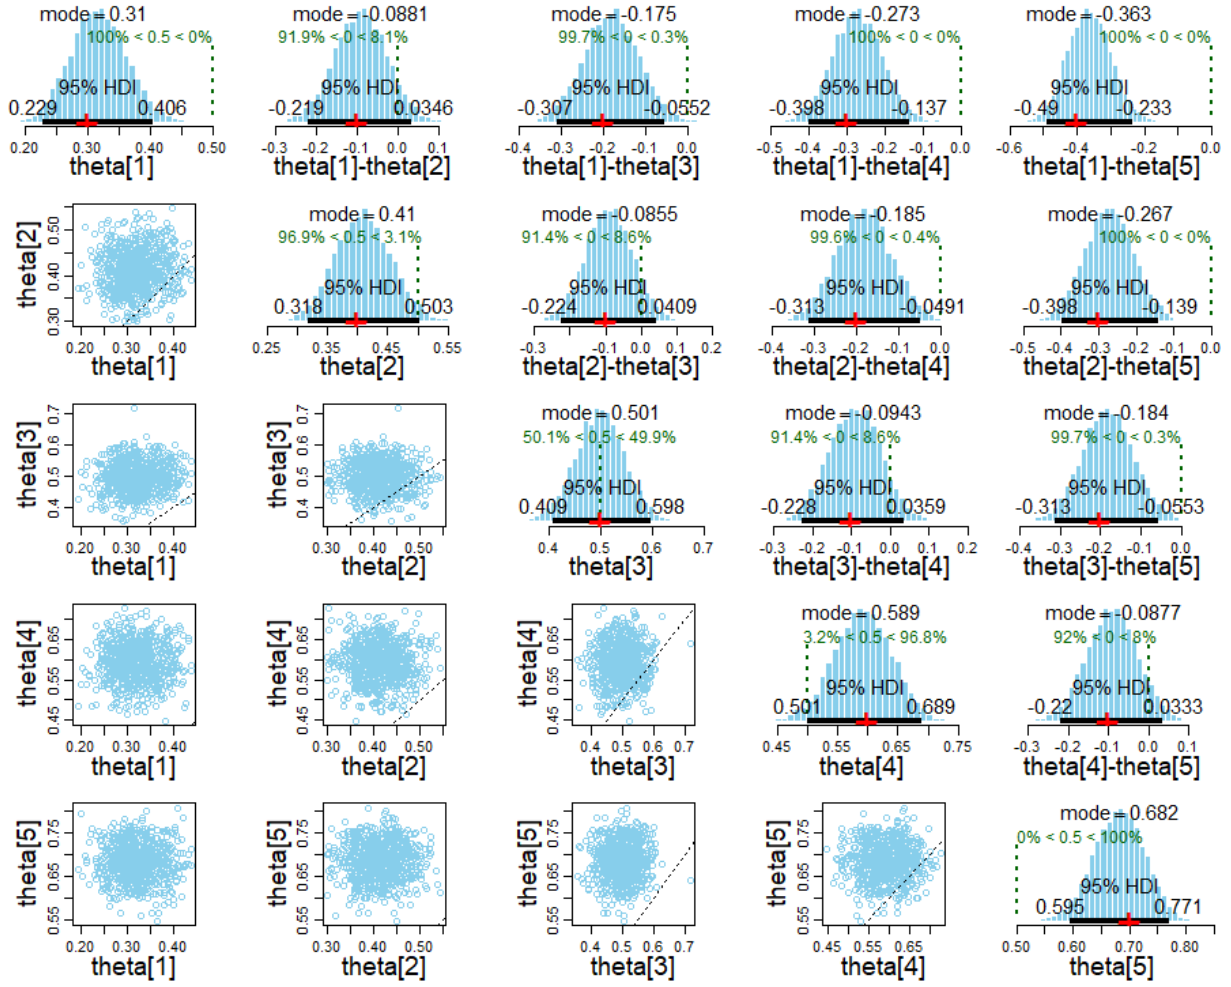 mode = 0.31
100% < 0.5 < 0%
95% HDI
0.229 0.406
0.20 0.30 0.40 0.50
theta[1]
mode = -0.0881
91.9% < 0 < 8.1%
95% HDI
-0.219 0.0346
-0.3 -0.2 -0.1 0.0 0.1
theta[1]-theta[2]
mode = -0.175
99.7% < 0 < 0.3%
95% HDI
-0.307 -0.0552
-0.4 -0.3 -0.2 -0.1 0.0
theta[1]-theta[3]
mode = -0.273
100% < 0 < 0%
95% HDI
-0.398 -0.137
-0.5 -0.3 -0.1 0.0
theta[1]-theta[4]
mode = -0.363
100% < 0 < 0%
95% HDI
-0.49 -0.233
-0.6 -0.4 -0.2 0.0
theta[1]-theta[5]
theta[2]
0.30 0.40 0.50
0.20 0.30 0.40
theta[1]
mode = 0.41
96.9% < 0.5 < 3.1%
95% HDI
0.318 0.503
0.25 0.35 0.45 0.55
theta[2]
mode = -0.0855
91.4% < 0 < 8.6%
95% HDI
-0.224 0.0409
-0.3 -0.1 0.0 0.1 0.2
theta[2]-theta[3]
mode = -0.185
99.6% < 0 < 0.4%
95% HDI
-0.313 -0.0491
-0.4 -0.3 -0.2 -0.1 0.0
theta[2]-theta[4]
mode = -0.267
100% < 0 < 0%
95% HDI
-0.398 -0.139
-0.5 -0.3 -0.1 0.0
theta[2]-theta[5]
theta[3]
0.4 0.5 0.6 0.7
0.20 0.30 0.40
theta[1]
theta[3]
0.4 0.5 0.6 0.7
0.30 0.40 0.50
theta[2]
mode = 0.501
50.1% < 0.5 < 49.9%
95% HDI
0.409 0.598
0.4 0.5 0.6 0.7
theta[3]
mode = -0.0943
91.4% < 0 < 8.6%
95% HDI
-0.228 0.0359
-0.3 -0.2 -0.1 0.0 0.1 0.2
theta[3]-theta[4]
mode = -0.184
99.7% < 0 < 0.3%
95% HDI
-0.313 -0.0553
-0.4 -0.3 -0.2 -0.1 0.0
theta[3]-theta[5]
theta[4]
0.45 0.55 0.65
0.20 0.30 0.40
theta[1]
theta[4]
0.45 0.55 0.65
0.30 0.40 0.50
theta[2]
theta[4]
0.45 0.55 0.65
0.4 0.5 0.6 0.7
theta[3]
mode = 0.589
3.2% < 0.5 < 96.8%
95% HDI
0.501 0.689
0.45 0.55 0.65 0.75
theta[4]
mode = -0.0877
92% < 0 < 8%
95% HDI
-0.22 0.0333
-0.3 -0.2 -0.1 0.0 0.1
theta[4]-theta[5]
theta[5]
0.55 0.65 0.75
0.20 0.30 0.40
theta[1]
theta[5]
0.55 0.65 0.75
0.30 0.40 0.50
theta[2]
theta[5]
0.55 0.65 0.75
0.4 0.5 0.6 0.7
theta[3]
theta[5]
0.55 0.65 0.75
0.45 0.55 0.65
theta[4]
mode = 0.682
0% < 0.5 < 100%
95% HDI
0.595 0.771
0.50 0.60 0.70 0.80
theta[5]